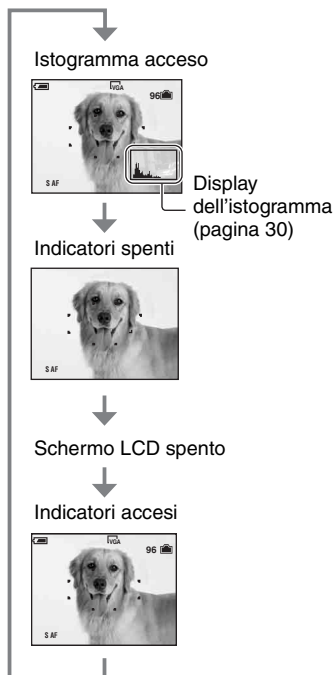 Istogramma acceso
VGA
96
S AF
Display
dell'istogramma
(pagina 30)
Indicatori spenti
S AF
Schermo LCD spento
Indicatori accesi
VGA
96
S AF